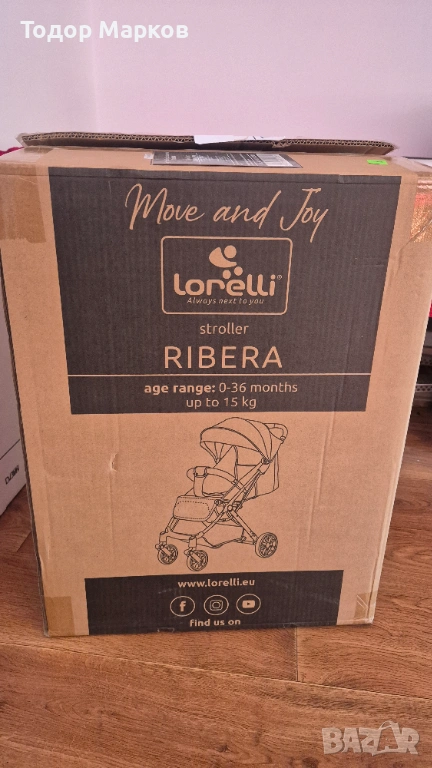 Тодор Марков
Move and Joy
lorelli®
Always next to you
stroller
RIBERA
age range: 0-36 months
up to 15 kg
www.lorelli.eu
find us on
BAZAR